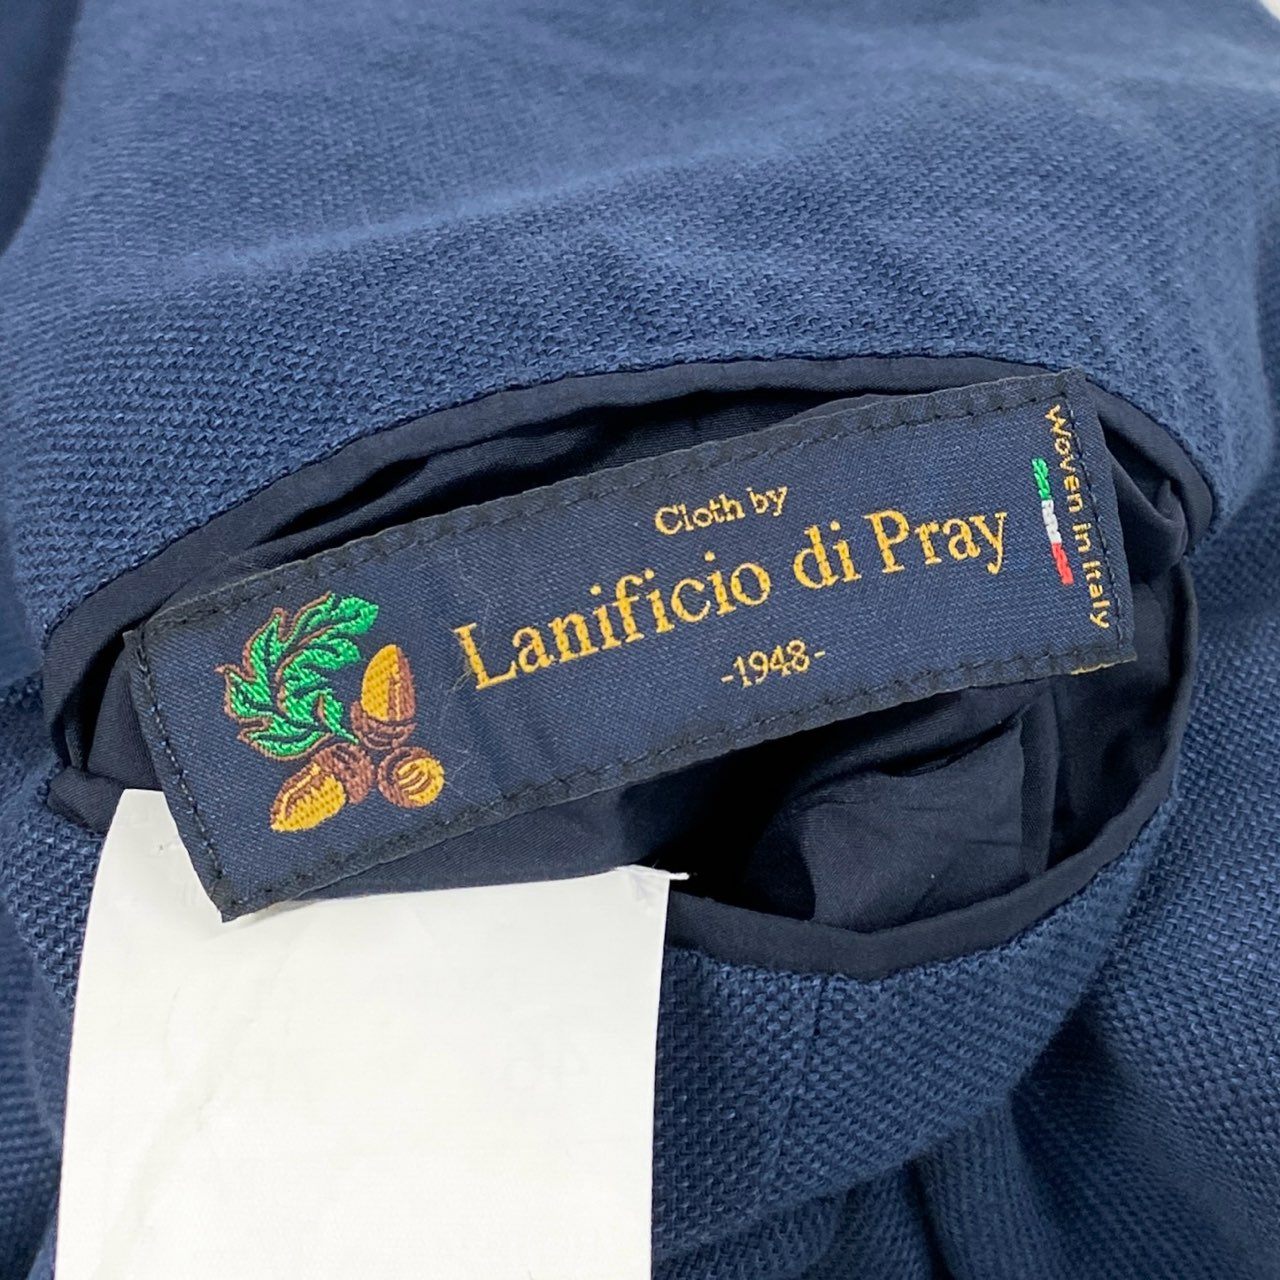 Cloth by
Lanificio di Pray
-1948-
Woven in Italy